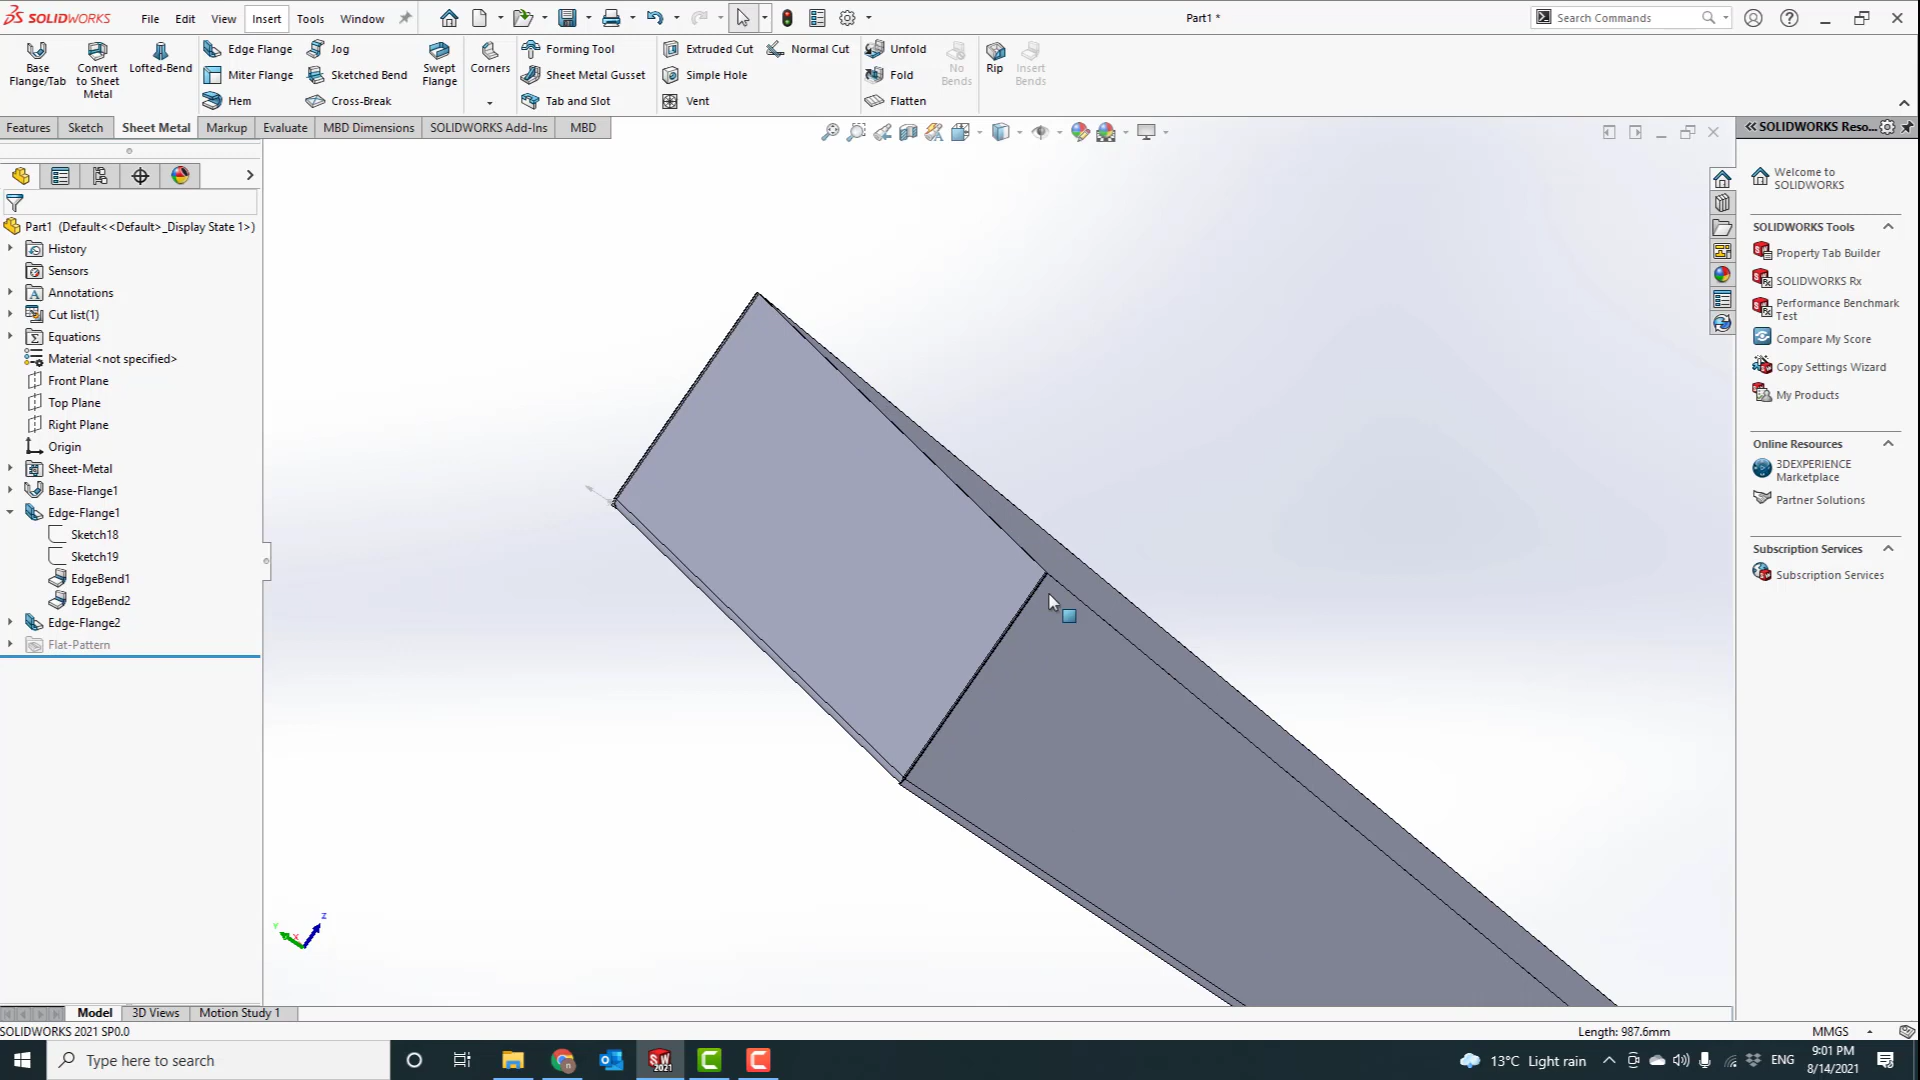 SOLIDWORKS File Edit View Insert Tools Window Part1 * Search Commands
Base Flange/Tab
Convert to Sheet Metal
Lofted-Bend
Edge Flange
Miter Flange
Hem
Jog
Sketched Bend
Cross-Break
Swept Flange
Corners
Forming Tool
Sheet Metal Gusset
Tab and Slot
Extruded Cut
Simple Hole
Vent
Normal Cut
Unfold
Fold
Flatten
No Bends
Rip
Insert Bends
Features Sketch Sheet Metal Markup Evaluate MBD Dimensions SOLIDWORKS Add-Ins MBD
Part1 (Default<<Default>_Display State 1>)
History
Sensors
Annotations
Cut list(1)
Equations
Material <not specified>
Front Plane
Top Plane
Right Plane
Origin
Sheet-Metal
Base-Flange1
Edge-Flange1
Sketch18
Sketch19
EdgeBend1
EdgeBend2
Edge-Flange2
Flat-Pattern
Y X Z
SOLIDWORKS Reso...
Welcome to
SOLIDWORKS
SOLIDWORKS Tools
Property Tab Builder
SOLIDWORKS Rx
Performance Benchmark
Test
Compare My Score
Copy Settings Wizard
My Products
Online Resources
3DEXPERIENCE
Marketplace
Partner Solutions
Subscription Services
Subscription Services
Model 3D Views Motion Study 1
SOLIDWORKS 2021 SP0.0 Length: 987.6mm MMGS
Type here to search
SW
2021
13°C Light rain
ENG
9:01 PM
8/14/2021